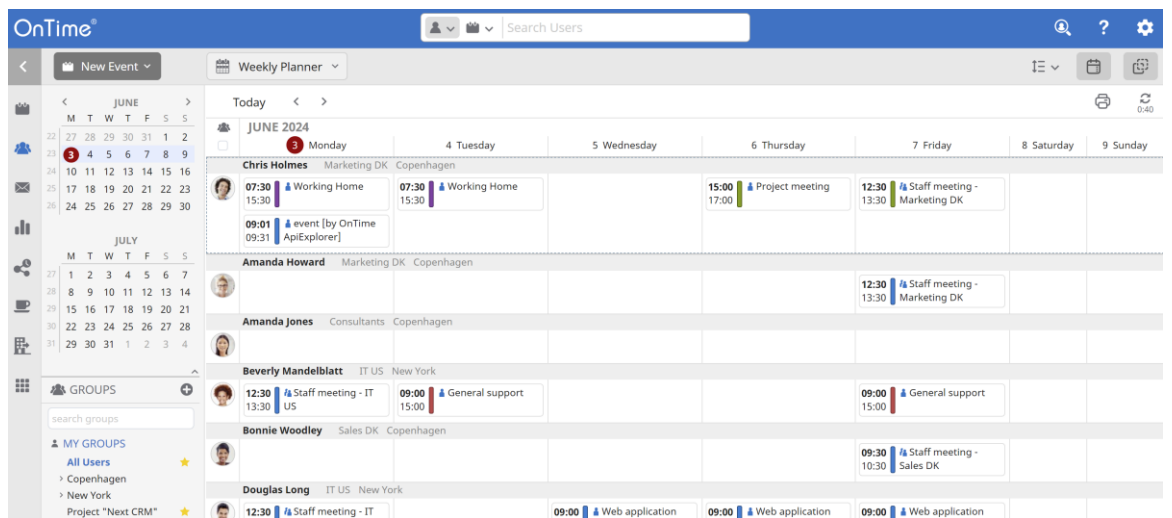 OnTime®
Search Users
?
New Event
Weekly Planner
JUNE
M T W T F S S
22 27 28 29 30 31 1 2
23 3 4 5 6 7 8 9
24 10 11 12 13 14 15 16
25 17 18 19 20 21 22 23
26 24 25 26 27 28 29 30
JULY
M T W T F S S
27 1 2 3 4 5 6 7
28 8 9 10 11 12 13 14
29 15 16 17 18 19 20 21
30 22 23 24 25 26 27 28
31 29 30 31 1 2 3 4
GROUPS
search groups
MY GROUPS
All Users
Copenhagen
New York
Project "Next CRM"
Today
0:40
JUNE 2024
3 Monday 4 Tuesday 5 Wednesday 6 Thursday 7 Friday 8 Saturday 9 Sunday
Chris Holmes Marketing DK Copenhagen
07:30 Working Home 07:30 Working Home 15:00 Project meeting 12:30 Staff meeting -
15:30 15:30 17:00 13:30 Marketing DK
09:01 event [by OnTime
09:31 ApiExplorer]
Amanda Howard Marketing DK Copenhagen
12:30 Staff meeting -
13:30 Marketing DK
Amanda Jones Consultants Copenhagen
Beverly Mandelblatt IT US New York
12:30 Staff meeting - IT 09:00 General support 09:00 General support
13:30 US 15:00 15:00
Bonnie Woodley Sales DK Copenhagen
09:30 Staff meeting -
10:30 Sales DK
Douglas Long IT US New York
12:30 Staff meeting - IT 09:00 Web application 09:00 Web application 09:00 Web application